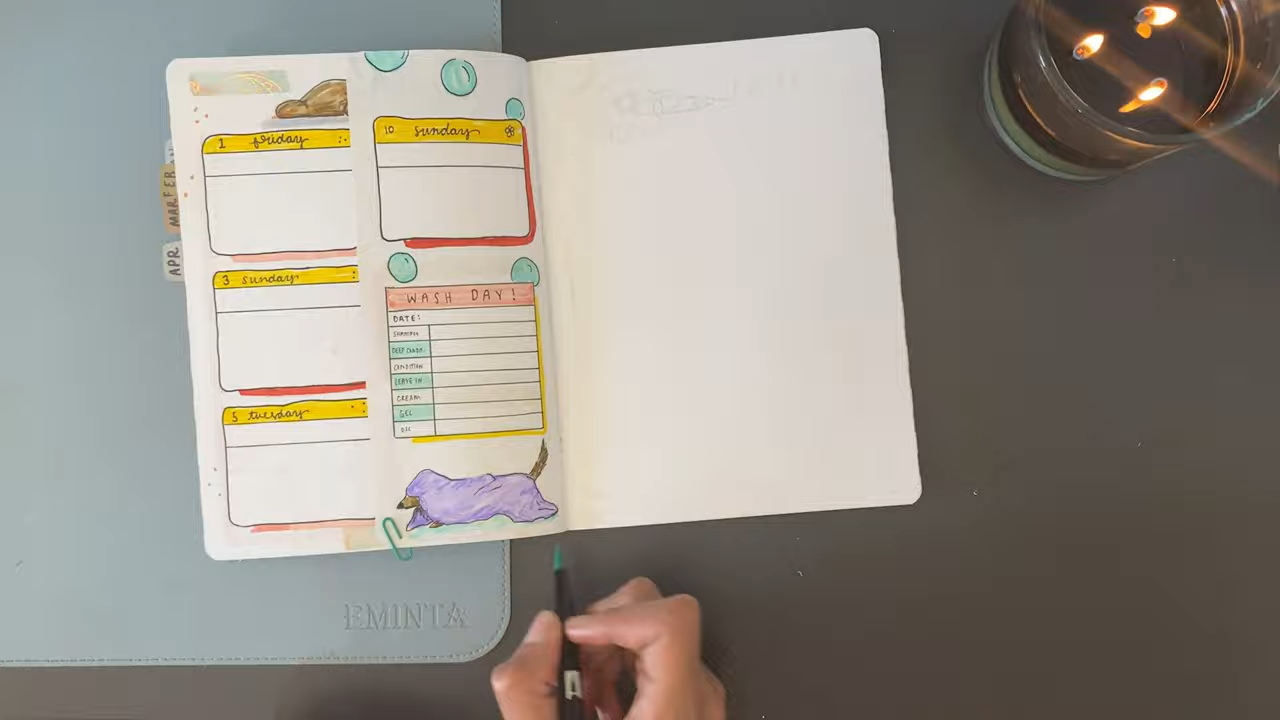 1 friday
3 sunday
5 tuesday
10 sunday
WASH DAY!
DATE:
SHAMPOO
DEEP COND.
CONDITION
LEAVE IN
CREAM
GEL
OIL
MAR
FEB
APR
EMINTA
A